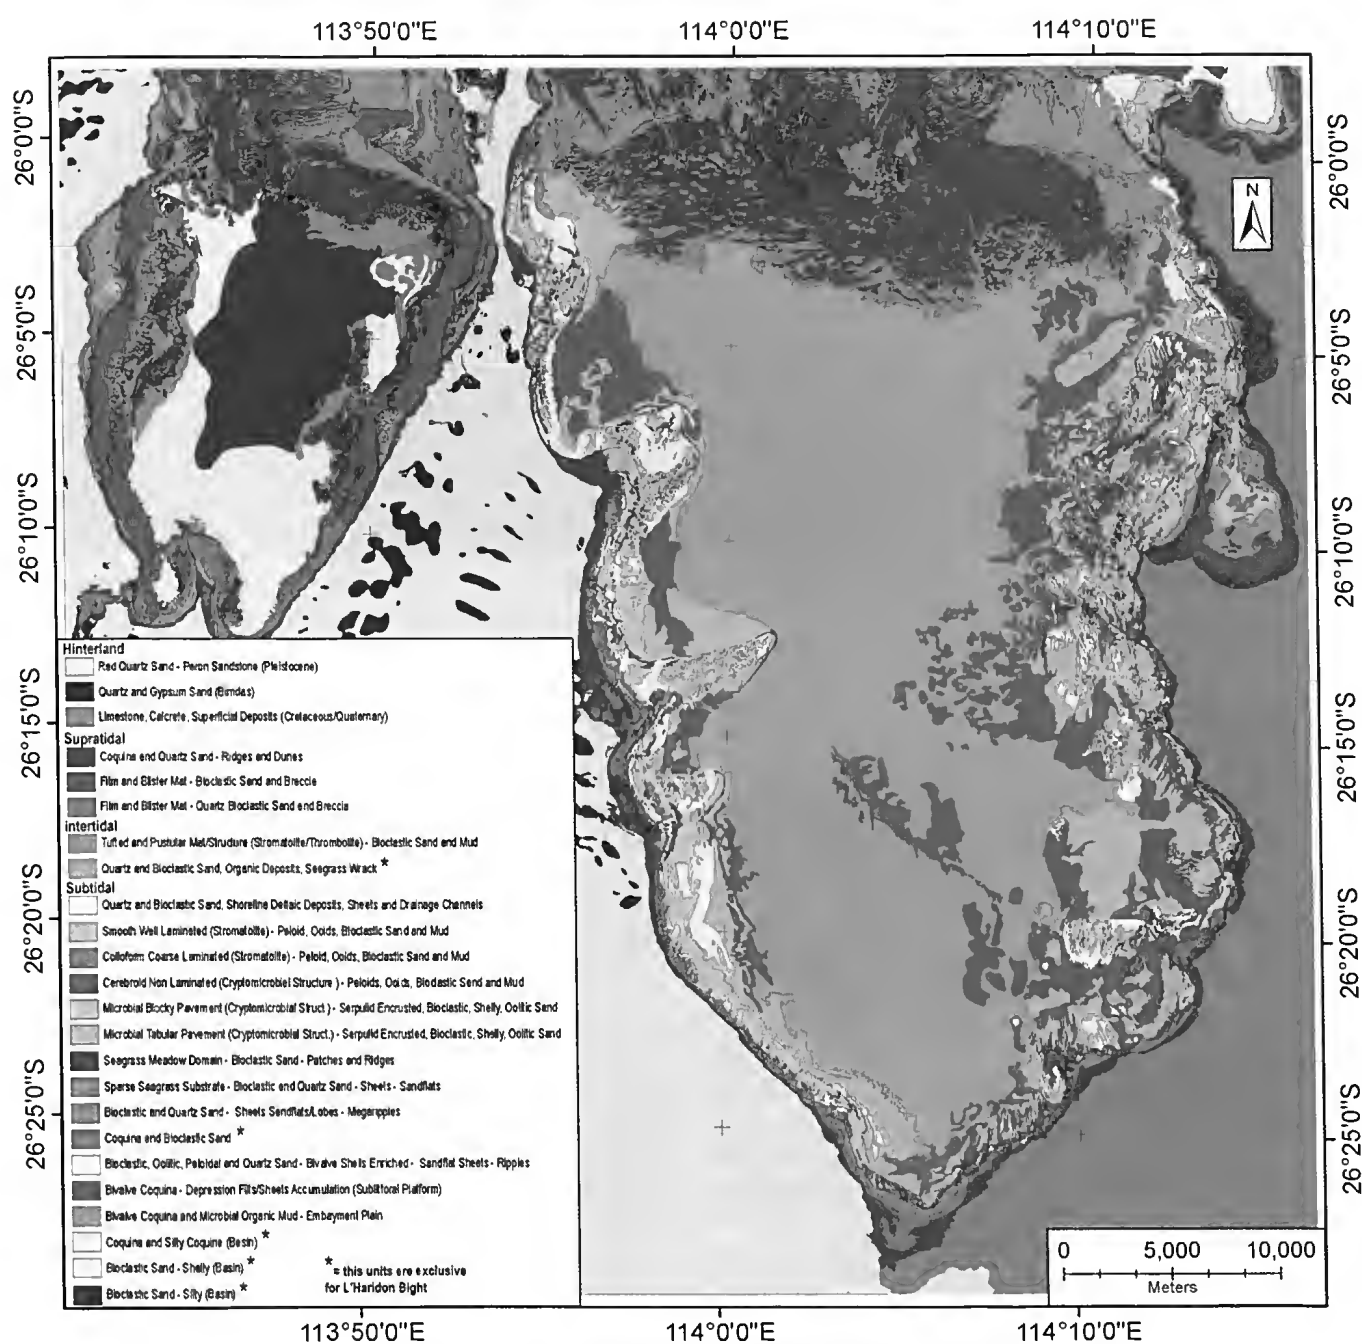 113°50'0"E 114°0'0"E 114°10'0"E
26°0'0"S 26°0'0"S
N
26°5'0"S 26°5'0"S
26°10'0"S 26°10'0"S
26°15'0"S 26°15'0"S
26°20'0"S 26°20'0"S
26°25'0"S 26°25'0"S
Hinterland
Red Quartz Sand - Peron Sandstone (Pleistocene)
Quartz and Gypsum Sand (Birridas)
Limestone, Calcrete, Superficial Deposits (Cretaceous/Quaternary)
Supratidal
Coquina and Quartz Sand - Ridges and Dunes
Film and Blister Mat - Bioclastic Sand and Breccia
Film and Blister Mat - Quartz Bioclastic Sand and Breccia
Intertidal
Tufted and Pustular Mat/Structure (Stromatolite/Thrombolite) - Bioclastic Sand and Mud
Quartz and Bioclastic Sand, Organic Deposits, Seagrass Wrack *
Subtidal
Quartz and Bioclastic Sand, Shoreline Deltaic Deposits, Sheets and Drainage Channels
Smooth Well Laminated (Stromatolite) - Peloid, Ooids, Bioclastic Sand and Mud
Colloform Coarse Laminated (Stromatolite) - Peloid, Ooids, Bioclastic Sand and Mud
Cerebroid Non Laminated (Cryptomicrobial Structure) - Peloids, Ooids, Bioclastic Sand and Mud
Microbial Blocky Pavement (Cryptomicrobial Struct.) - Serpulid Encrusted, Bioclastic, Shelly, Oolitic Sand
Microbial Tabular Pavement (Cryptomicrobial Struct.) - Serpulid Encrusted, Bioclastic, Shelly, Oolitic Sand
Seagrass Meadow Domain - Bioclastic Sand - Patches and Ridges
Sparse Seagrass Substrate - Bioclastic and Quartz Sand - Sheets - Sandflats
Bioclastic and Quartz Sand - Sheets Sandflats/Lobes - Megaripples
Coquina and Bioclastic Sand *
Bioclastic, Oolitic, Peloidal and Quartz Sand - Bivalve Shells Enriched - Sandflat Sheets - Ripples
Bivalve Coquina - Depression Fills/Sheets Accumulation (Sublittoral Platform)
Bivalve Coquina and Microbial Organic Mud - Embayment Plain
Coquina and Silty Coquina (Basin) *
Bioclastic Sand - Shelly (Basin) *
Bioclastic Sand - Silty (Basin) *
* = this units are exclusive
for L'Haridon Bight
0 5,000 10,000
Meters
113°50'0"E 114°0'0"E 114°10'0"E